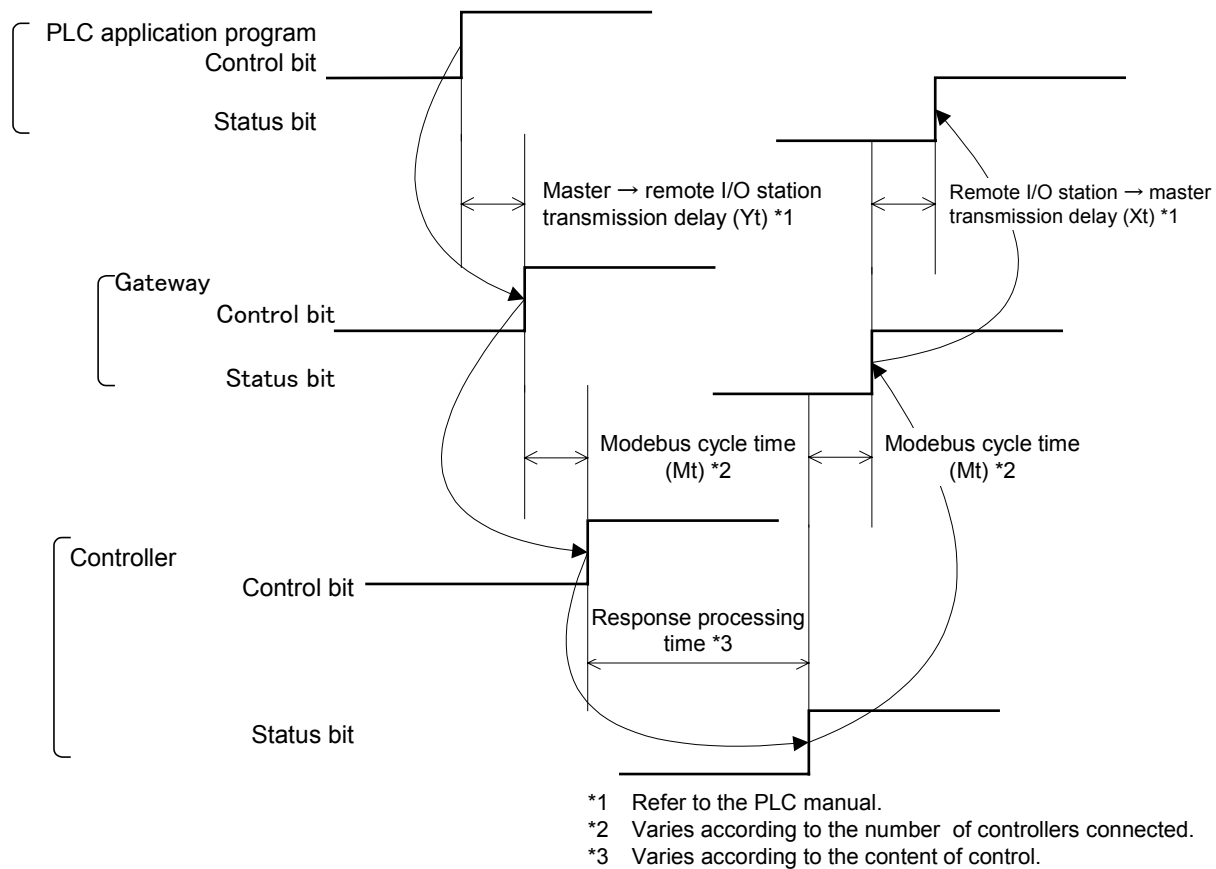 PLC application program
Control bit
Status bit
Master → remote I/O station
transmission delay (Yt) *1
Remote I/O station → master
transmission delay (Xt) *1
Gateway
Control bit
Status bit
Modebus cycle time
(Mt) *2
Modebus cycle time
(Mt) *2
Controller
Control bit
Response processing
time *3
Status bit
*1 Refer to the PLC manual.
*2 Varies according to the number of controllers connected.
*3 Varies according to the content of control.